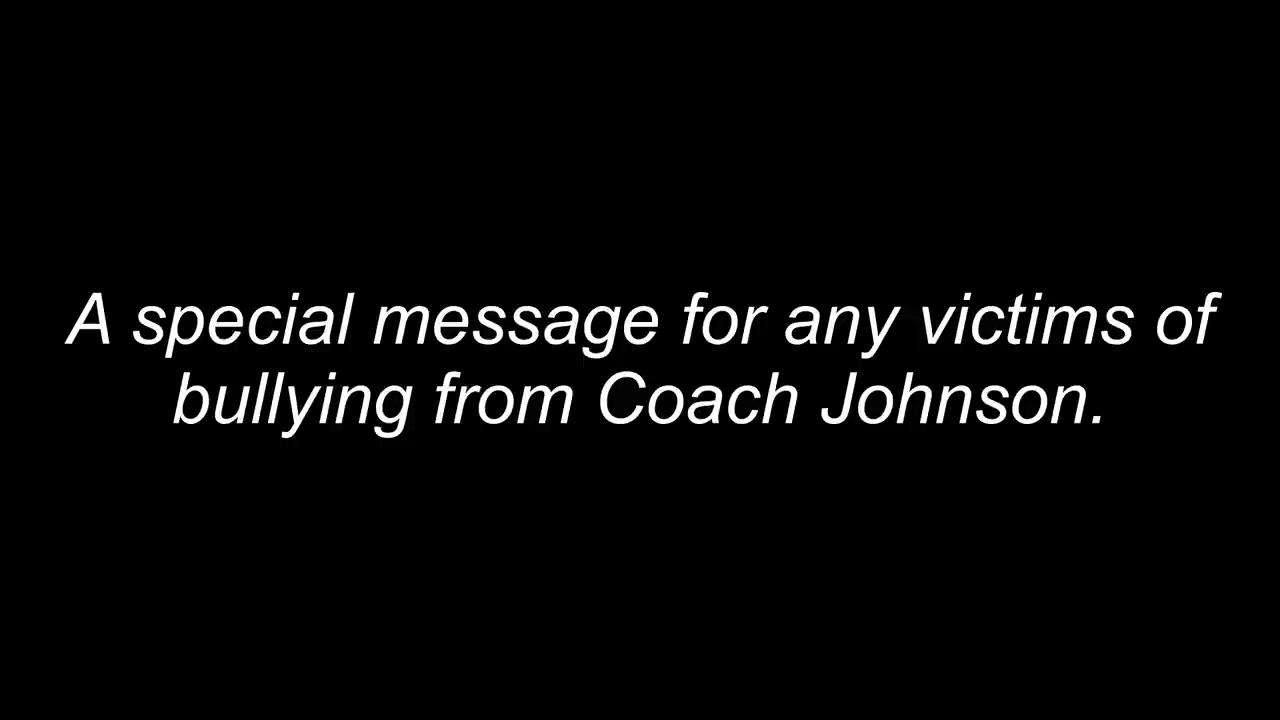 A special message for any victims of
bullying from Coach Johnson.